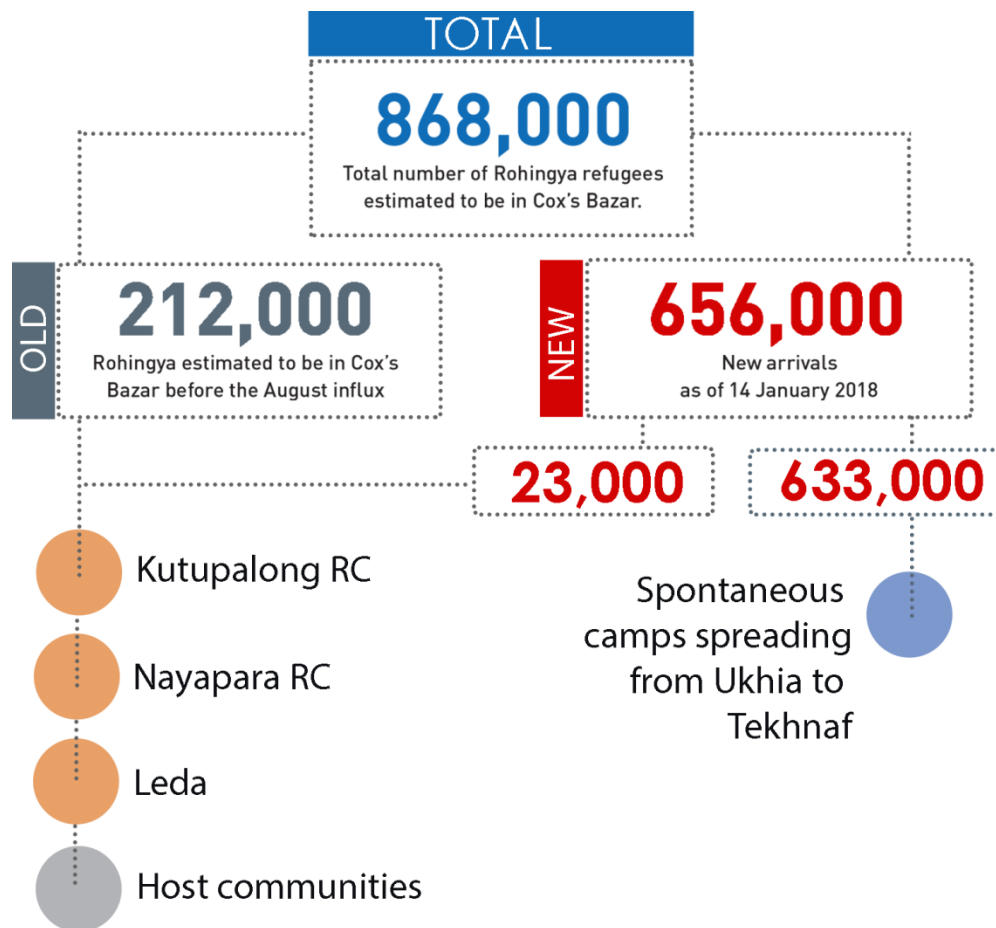 TOTAL
868,000
Total number of Rohingya refugees
estimated to be in Cox's Bazar.
OLD
212,000
Rohingya estimated to be in Cox's
Bazar before the August influx
NEW
656,000
New arrivals
as of 14 January 2018
23,000
633,000
Kutupalong RC
Nayapara RC
Leda
Host communities
Spontaneous
camps spreading
from Ukhia to
Tekhnaf